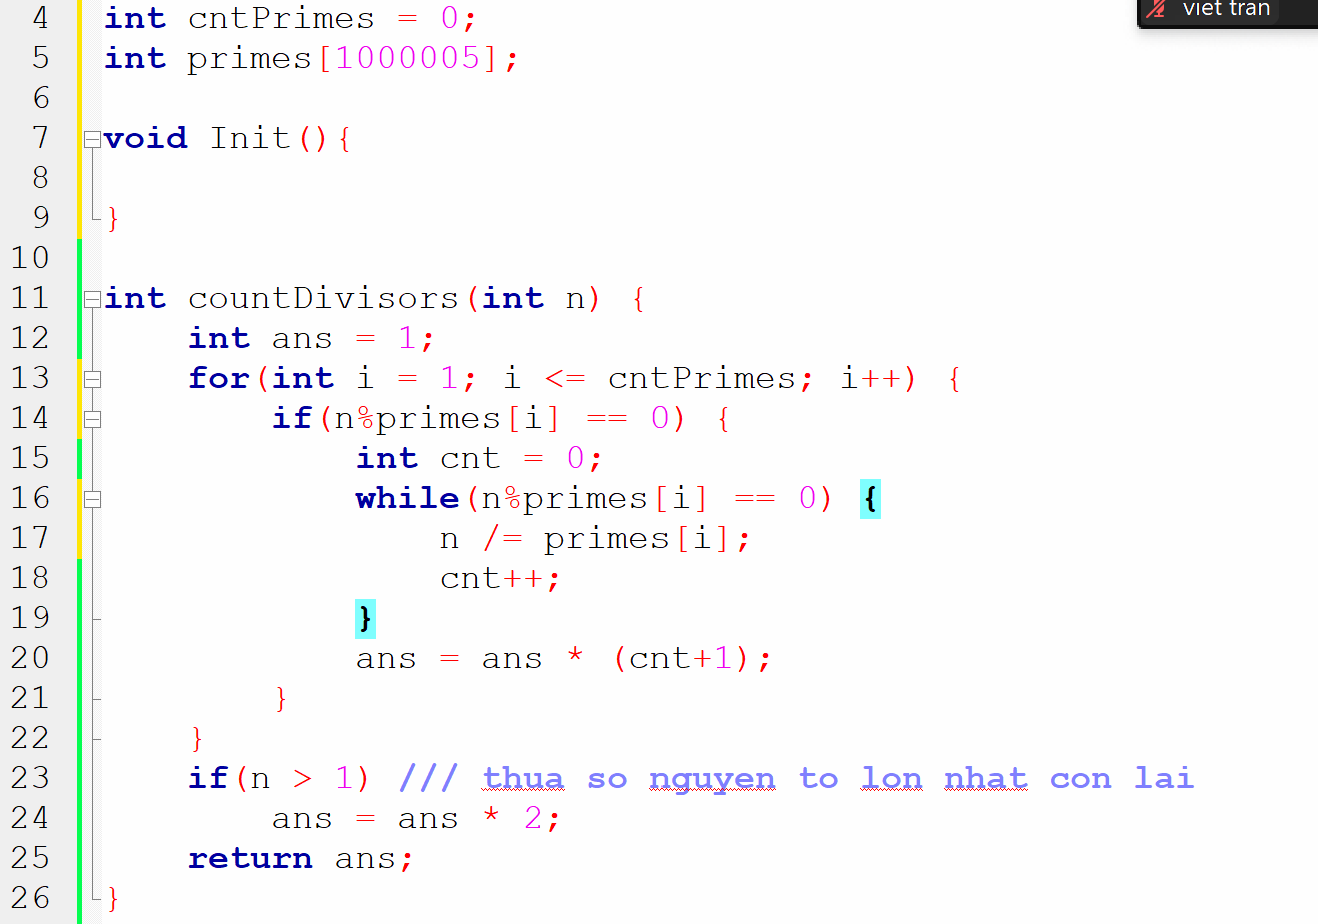 viet tran
4 int cntPrimes = 0;
5 int primes[1000005];
6
7 void Init(){
8
9 }
10
11 int countDivisors(int n) {
12 int ans = 1;
13 for(int i = 1; i <= cntPrimes; i++) {
14 if(n%primes[i] == 0) {
15 int cnt = 0;
16 while(n%primes[i] == 0) {
17 n /= primes[i];
18 cnt++;
19 }
20 ans = ans * (cnt+1);
21 }
22 }
23 if(n > 1) /// thua so nguyen to lon nhat con lai
24 ans = ans * 2;
25 return ans;
26 }